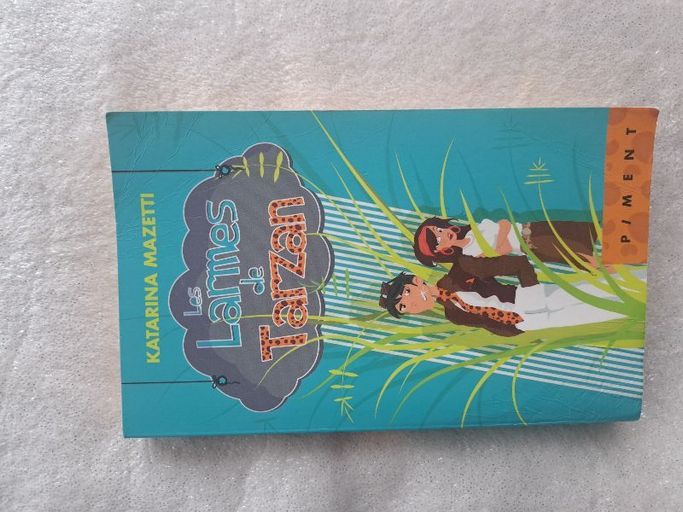 KATARINA MAZETTI
Les
Larmes
de
Tarzan
PIMENT